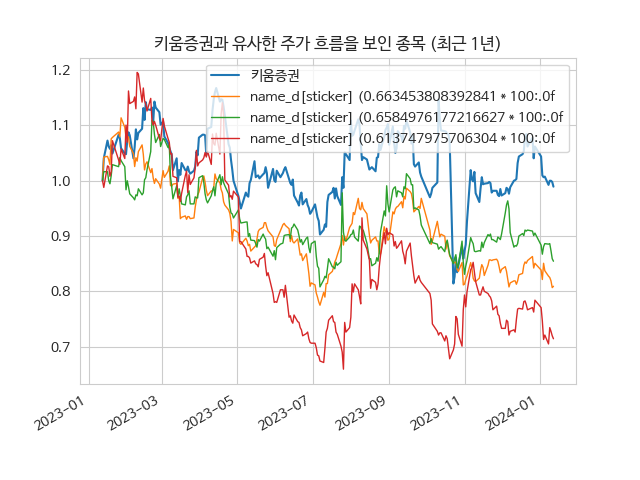 키움증권과 유사한 주가 흐름을 보인 종목 (최근 1년)
키움증권
name_d[sticker] (0.663453808392841 * 100:.0f
name_d[sticker] (0.6584976177216627 * 100:.0f
name_d[sticker] (0.613747975706304 * 100:.0f
1.2
1.1
1.0
0.9
0.8
0.7
2023-01
2023-03
2023-05
2023-07
2023-09
2023-11
2024-01